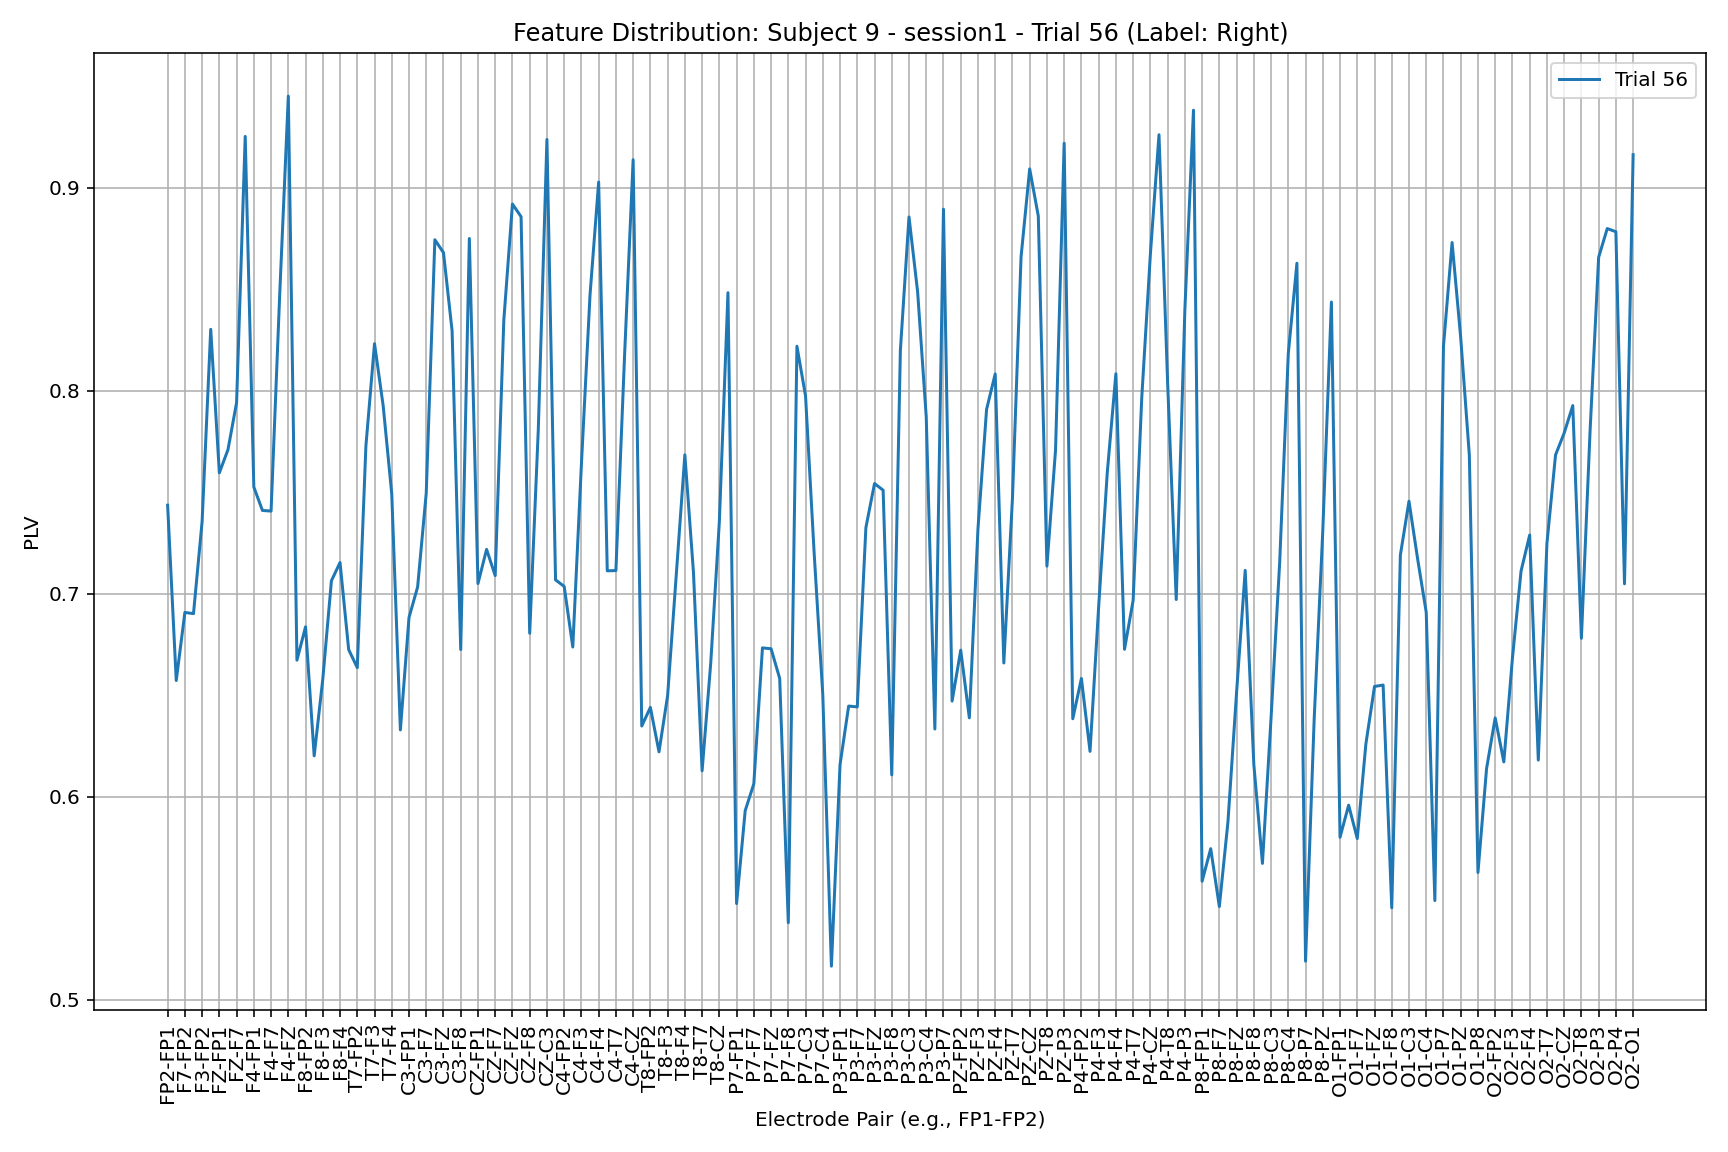 Feature Distribution: Subject 9 - session1 - Trial 56 (Label: Right)
Trial 56
PLV
0.9
0.8
0.7
0.6
0.5
FP2-FP1
F7-FP2
F3-FP2
FZ-FP1
FZ-F7
F4-FP1
F4-F7
F4-FZ
F8-FP2
F8-F3
F8-F4
T7-FP2
T7-F3
T7-F4
C3-FP1
C3-F7
C3-FZ
C3-F8
CZ-FP1
CZ-F7
CZ-FZ
CZ-F8
CZ-C3
C4-FP2
C4-F3
C4-F4
C4-T7
C4-CZ
T8-FP2
T8-F3
T8-F4
T8-T7
T8-CZ
P7-FP1
P7-F7
P7-FZ
P7-F8
P7-C3
P7-C4
P3-FP1
P3-F7
P3-FZ
P3-F8
P3-C3
P3-C4
P3-P7
PZ-FP2
PZ-F3
PZ-F4
PZ-T7
PZ-CZ
PZ-T8
PZ-P3
P4-FP2
P4-F3
P4-F4
P4-T7
P4-CZ
P4-T8
P4-P3
P8-FP1
P8-F7
P8-FZ
P8-F8
P8-C3
P8-C4
P8-P7
P8-PZ
O1-FP1
O1-F7
O1-FZ
O1-F8
O1-C3
O1-C4
O1-P7
O1-PZ
O1-P8
O2-FP2
O2-F3
O2-F4
O2-T7
O2-CZ
O2-T8
O2-P3
O2-P4
O2-O1
Electrode Pair (e.g., FP1-FP2)